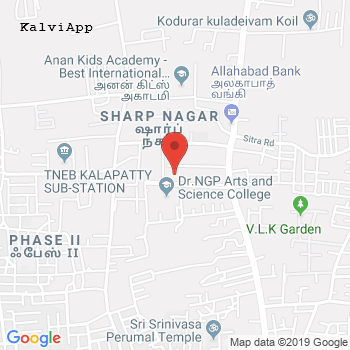 KalviApp
Kodurar kuladeivam Koil
Anan Kids Academy -
Best International...
அனன் கிட்ஸ்
அகாடமி
Allahabad Bank
அலகாபாத்
வங்கி
SHARP NAGAR
ஷார்ப்
நகர்
Sitra Rd
TNEB KALAPATTY
SUB-STATION
Dr.NGP Arts and
Science College
V.L.K Garden
PHASE II
ஃபேஸ் II
Sri Srinivasa
Perumal Temple
Google
Map data ©2019 Google